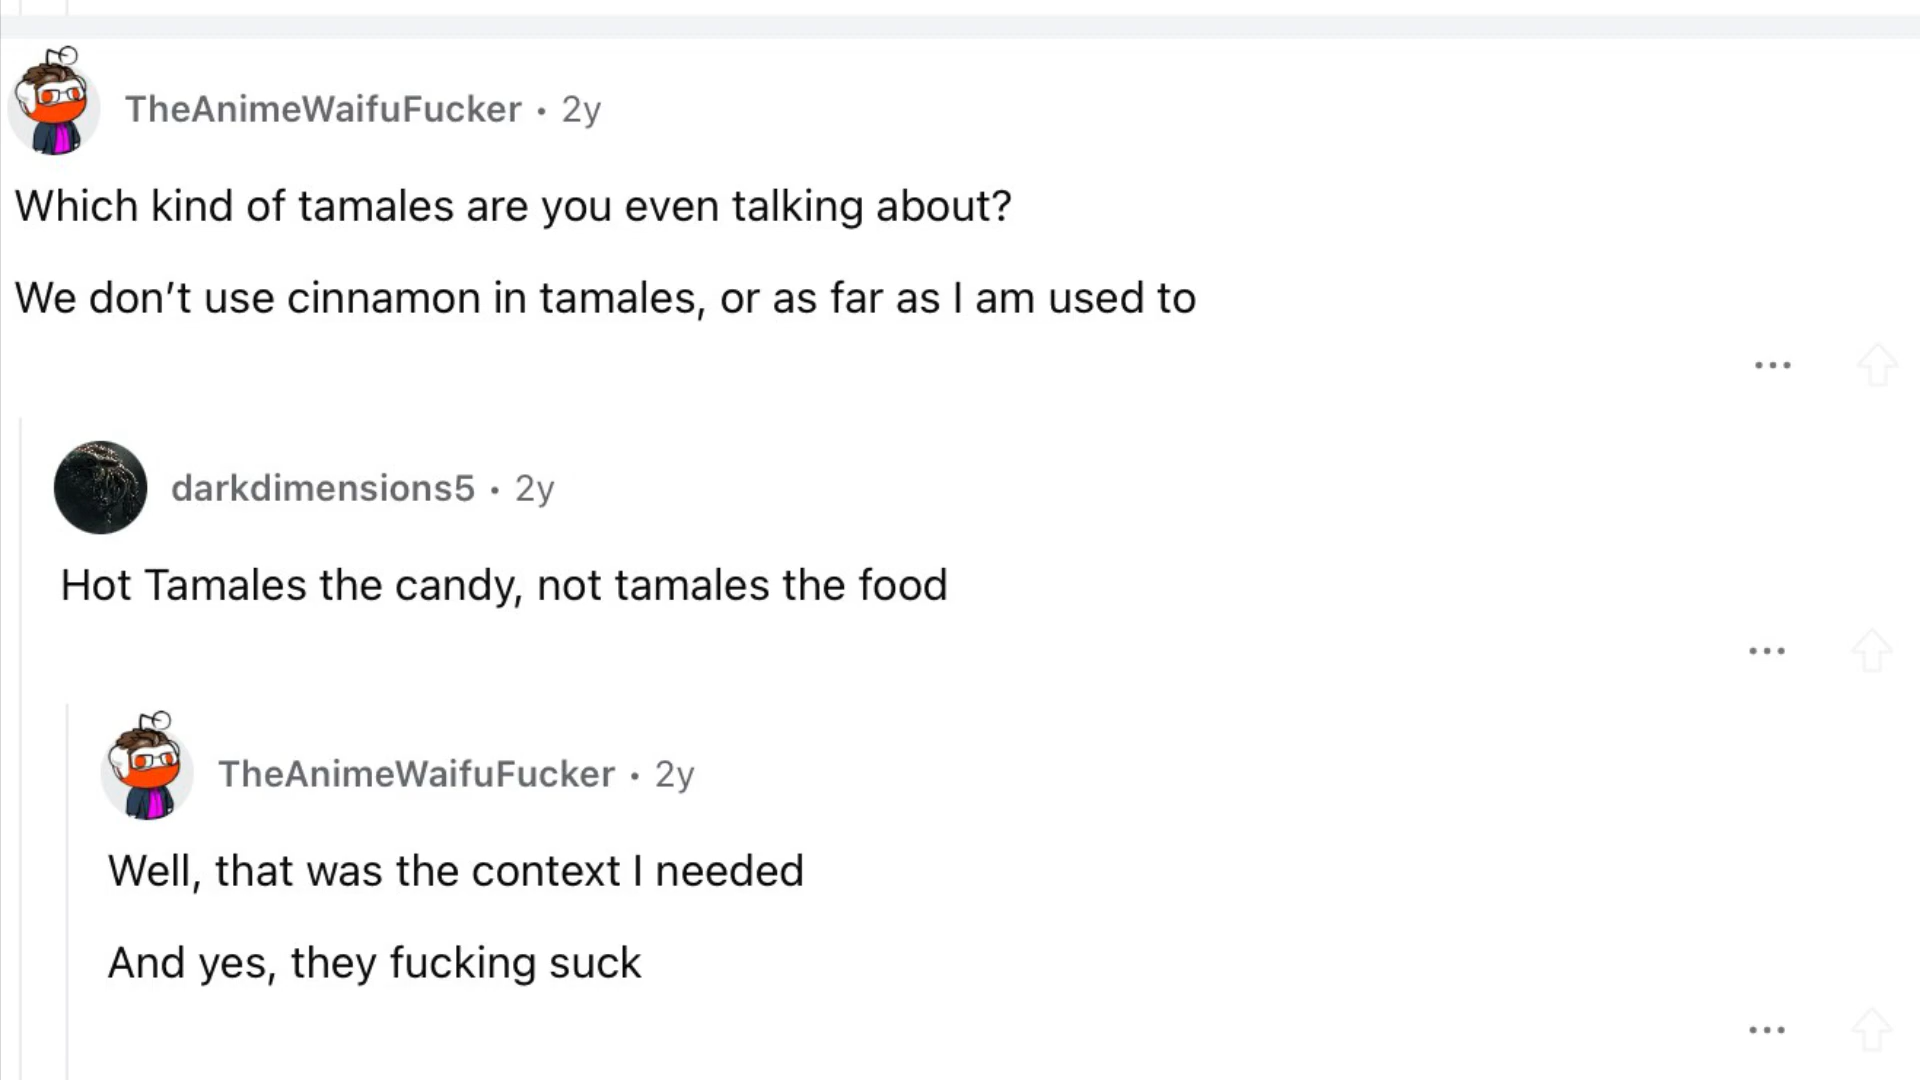 TheAnimeWaifuFucker • 2y
Which kind of tamales are you even talking about?
We don’t use cinnamon in tamales, or as far as I am used to
darkdimensions5 • 2y
Hot Tamales the candy, not tamales the food
TheAnimeWaifuFucker • 2y
Well, that was the context I needed
And yes, they fucking suck